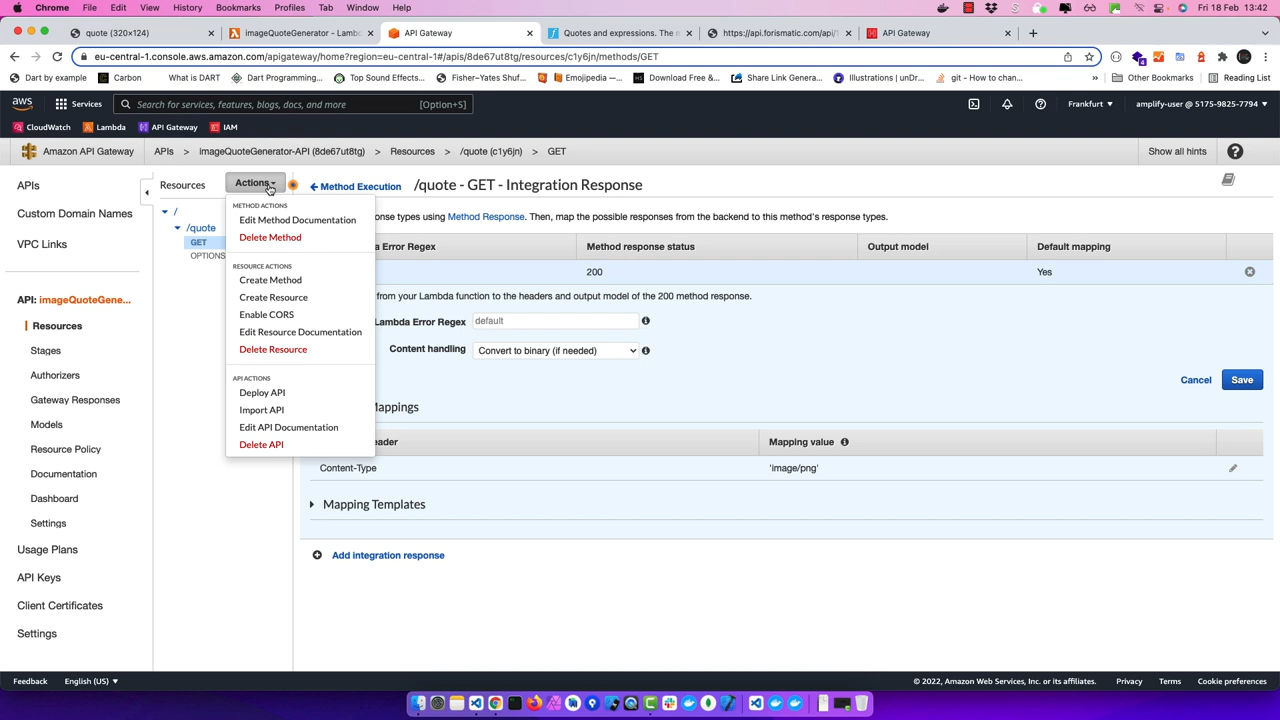 Chrome File Edit View History Bookmarks Profiles Tab Window Help Fri 18 Feb 13:42
quote (320×124) imageQuoteGenerator - Lamb API Gateway Quotes and expressions. The m https://api.forismatic.com/api/1 API Gateway
eu-central-1.console.aws.amazon.com/apigateway/home?region=eu-central-1#/apis/8de67ut8tg/resources/c1y6jn/methods/GET
Dart by example Carbon What is DART Dart Programming... Top Sound Effects... Fisher–Yates Shuf... Emojipedia — ... Download Free... Share Link Genera... Illustrations | unDr... git - How to chan... » Other Bookmarks Reading List
aws Services Search for services, features, blogs, docs, and more [Option+S] Frankfurt amplify-user @ 5175-9825-7794
CloudWatch Lambda API Gateway IAM
Amazon API Gateway APIs > imageQuoteGenerator-API (8de67ut8tg) > Resources > /quote (c1y6jn) > GET Show all hints
APIs
Custom Domain Names
VPC Links
API: imageQuoteGene...
Resources
Stages
Authorizers
Gateway Responses
Models
Resource Policy
Documentation
Dashboard
Settings
Usage Plans
API Keys
Client Certificates
Settings
Resources Actions
/
/quote
GET
OPTIONS
METHOD ACTIONS
Edit Method Documentation
Delete Method
RESOURCE ACTIONS
Create Method
Create Resource
Enable CORS
Edit Resource Documentation
Delete Resource
API ACTIONS
Deploy API
Import API
Edit API Documentation
Delete API
Method Execution /quote - GET - Integration Response
response types using Method Response. Then, map the possible responses from the backend to this method's response types.
Error Regex Method response status Output model Default mapping
200 Yes
from your Lambda function to the headers and output model of the 200 method response.
Lambda Error Regex default
Content handling Convert to binary (if needed)
Cancel Save
Mappings
Mapping value
Content-Type 'image/png'
Mapping Templates
Add integration response
Feedback English (US) © 2022, Amazon Web Services, Inc. or its affiliates. Privacy Terms Cookie preferences